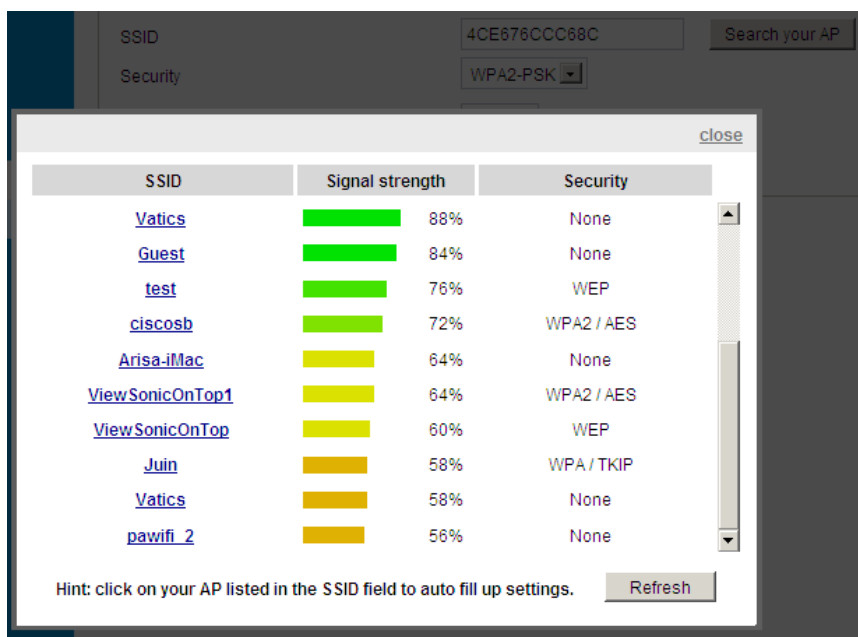 SSID 4CE676CCC68C Search your AP
Security WPA2-PSK
close
SSID Signal strength Security
Vatics 88% None
Guest 84% None
test 76% WEP
ciscosb 72% WPA2 / AES
Arisa-iMac 64% None
ViewSonicOnTop1 64% WPA2 / AES
ViewSonicOnTop 60% WEP
Juin 58% WPA / TKIP
Vatics 58% None
pawifi_2 56% None
Hint: click on your AP listed in the SSID field to auto fill up settings. Refresh